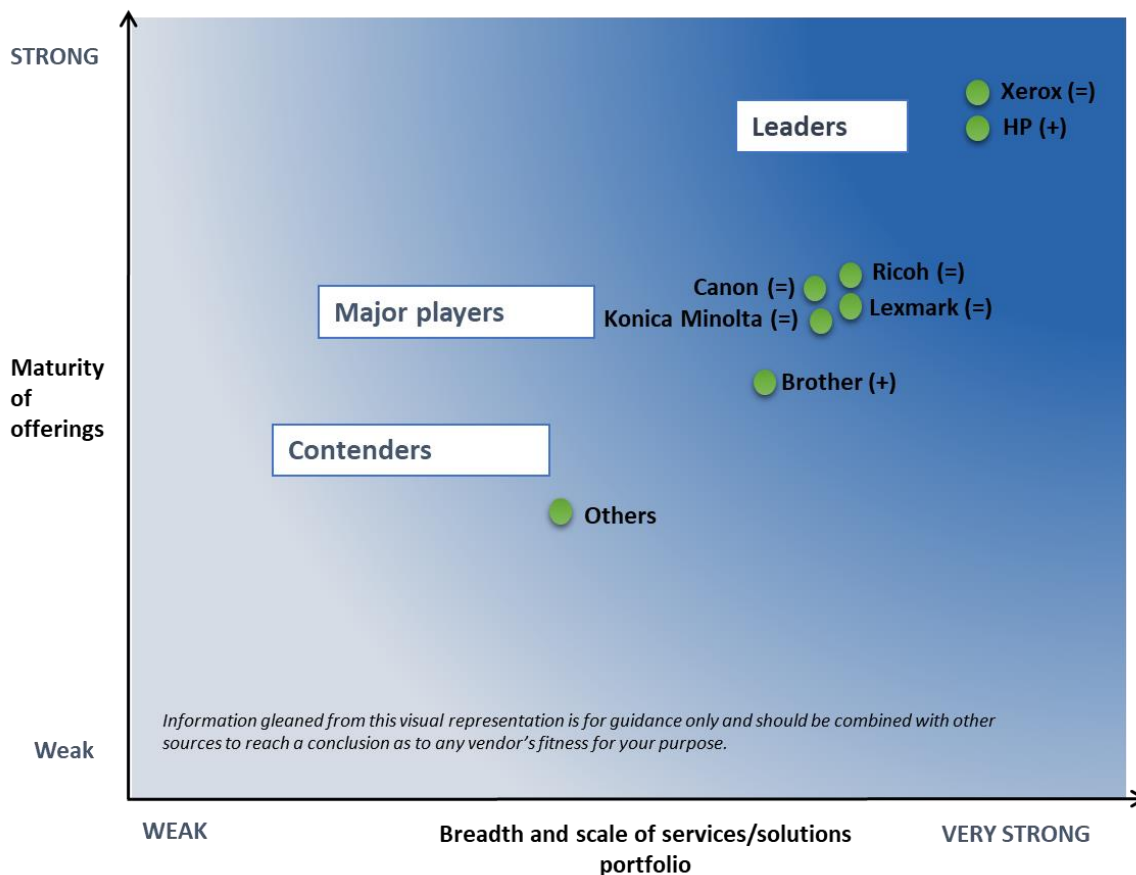 STRONG
Xerox (=)
HP (+)
Leaders
Ricoh (=)
Canon (=)
Lexmark (=)
Konica Minolta (=)
Major players
Maturity
of
offerings
Brother (+)
Contenders
Others
Information gleaned from this visual representation is for guidance only and should be combined with other
sources to reach a conclusion as to any vendor’s fitness for your purpose.
Weak
WEAK
Breadth and scale of services/solutions
portfolio
VERY STRONG